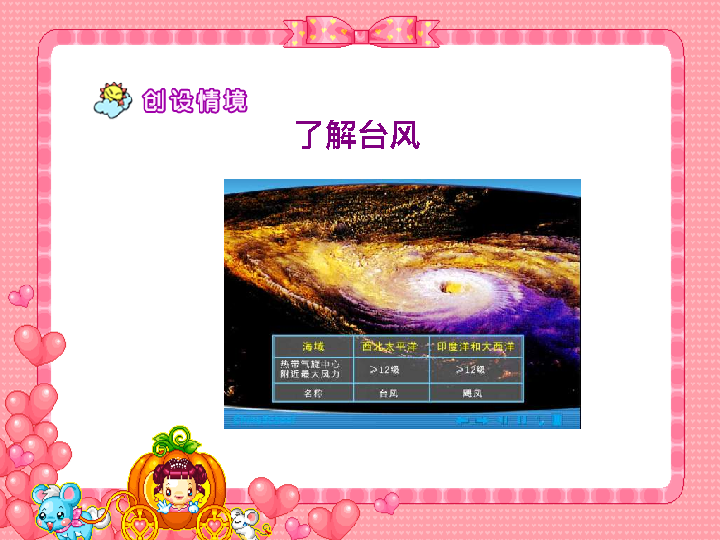 创设情境
了解台风
海域 西北太平洋 印度洋和大西洋
热带气旋中心
附近最大风力 ≥12级 ≥12级
名称 台风 飓风